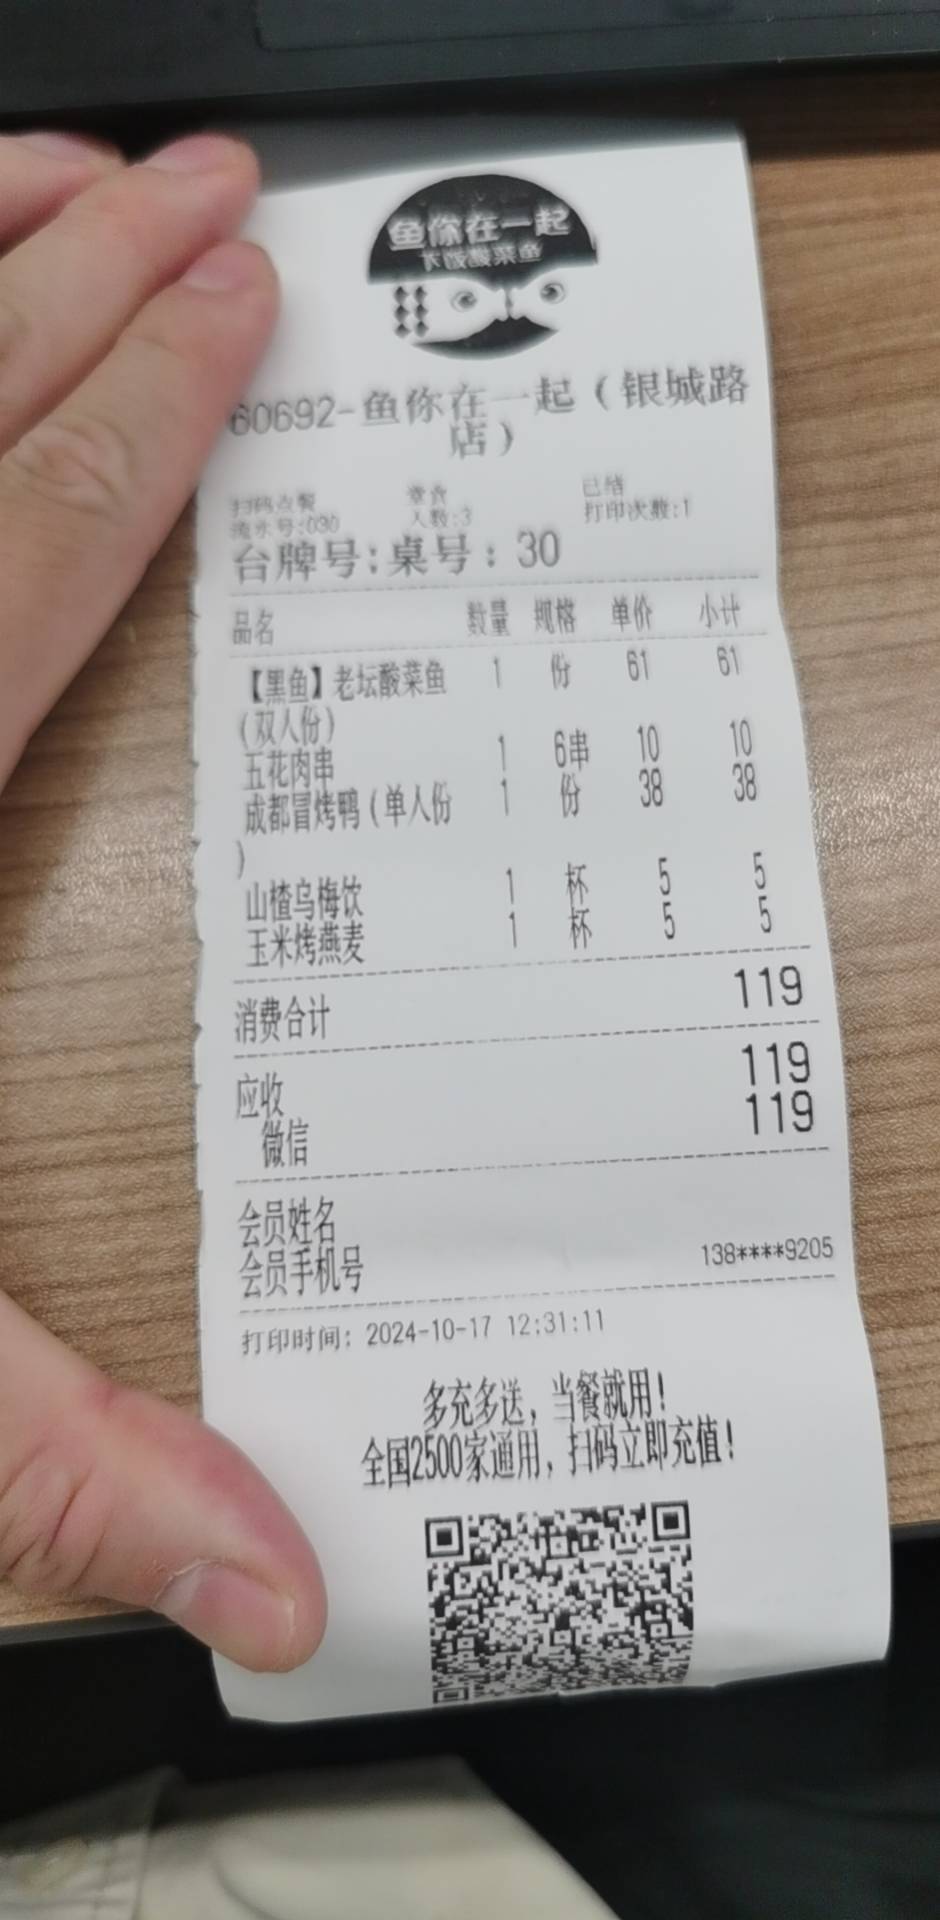 鱼你在一起
下饭酸菜鱼
60692-鱼你在一起（银城路
店）
扫码点餐 堂食 已结
流水号:030 人数:3 打印次数:1
台牌号:桌号：30
品名 数量 规格 单价 小计
【黑鱼】老坛酸菜鱼 1 份 61 61
(双人份)
五花肉串 1 6串 10 10
成都冒烤鸭(单人份 1 份 38 38
)
山楂乌梅饮 1 杯 5 5
玉米烤燕麦 1 杯 5 5
消费合计 119
应收 119
微信 119
会员姓名
会员手机号 138****9205
打印时间: 2024-10-17 12:31:11
多充多送，当餐就用！
全国2500家通用，扫码立即充值！